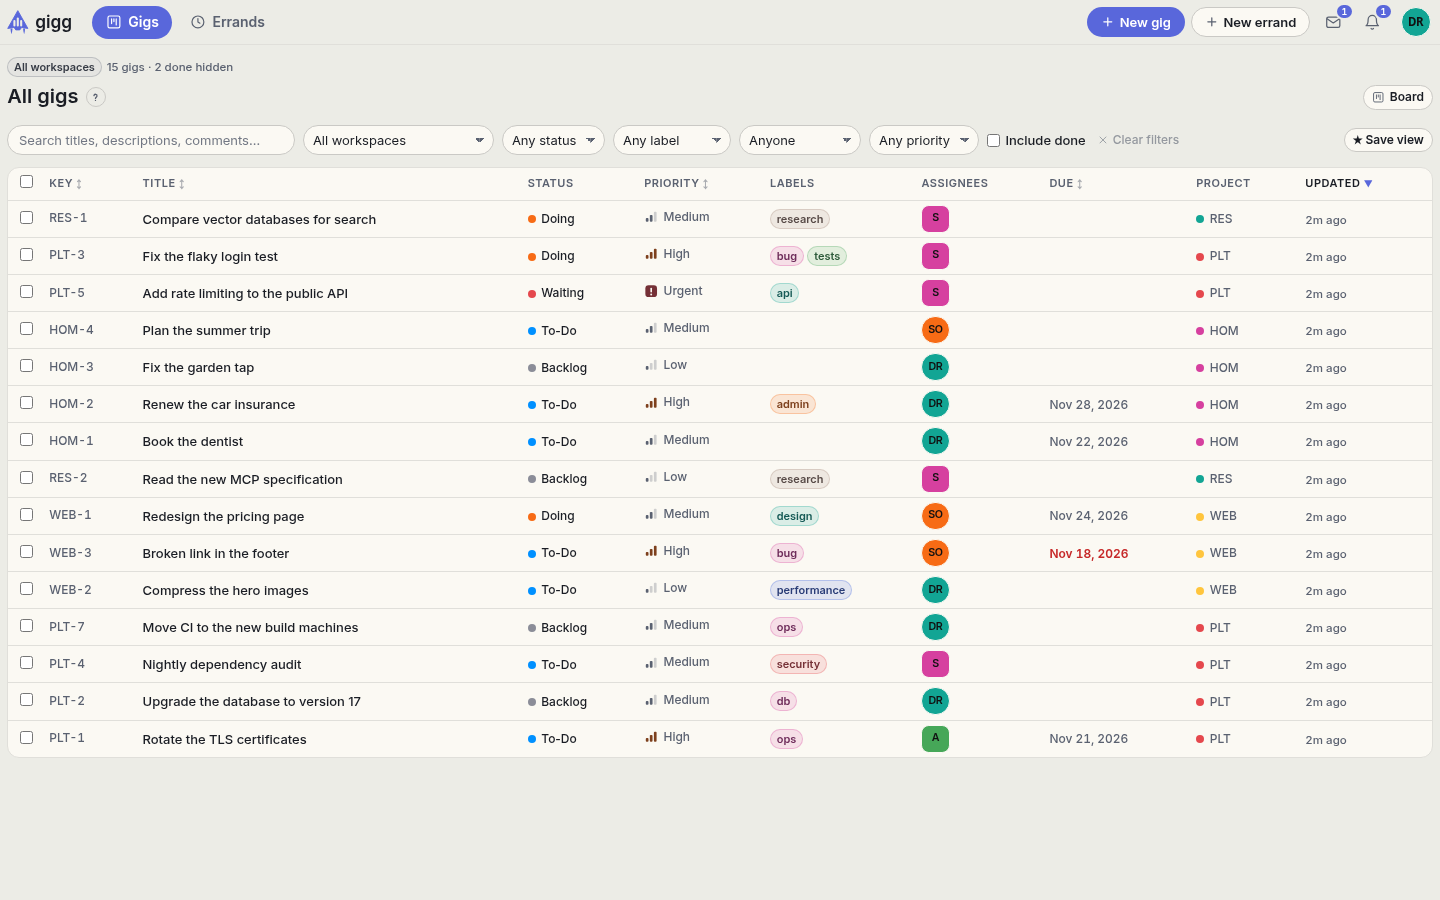 gigg Gigs Errands + New gig + New errand 1 1 DR
All workspaces 15 gigs · 2 done hidden
All gigs ? Board
Search titles, descriptions, comments... All workspaces Any status Any label Anyone Any priority Include done × Clear filters ★ Save view
KEY ↕ TITLE ↕ STATUS PRIORITY ↕ LABELS ASSIGNEES DUE ↕ PROJECT UPDATED ▼
RES-1 Compare vector databases for search Doing Medium research S RES 2m ago
PLT-3 Fix the flaky login test Doing High bug tests S PLT 2m ago
PLT-5 Add rate limiting to the public API Waiting Urgent api S PLT 2m ago
HOM-4 Plan the summer trip To-Do Medium SO HOM 2m ago
HOM-3 Fix the garden tap Backlog Low DR HOM 2m ago
HOM-2 Renew the car insurance To-Do High admin DR Nov 28, 2026 HOM 2m ago
HOM-1 Book the dentist To-Do Medium DR Nov 22, 2026 HOM 2m ago
RES-2 Read the new MCP specification Backlog Low research S RES 2m ago
WEB-1 Redesign the pricing page Doing Medium design SO Nov 24, 2026 WEB 2m ago
WEB-3 Broken link in the footer To-Do High bug SO Nov 18, 2026 WEB 2m ago
WEB-2 Compress the hero images To-Do Low performance DR WEB 2m ago
PLT-7 Move CI to the new build machines Backlog Medium ops DR PLT 2m ago
PLT-4 Nightly dependency audit To-Do Medium security S PLT 2m ago
PLT-2 Upgrade the database to version 17 Backlog Medium db DR PLT 2m ago
PLT-1 Rotate the TLS certificates To-Do High ops A Nov 21, 2026 PLT 2m ago